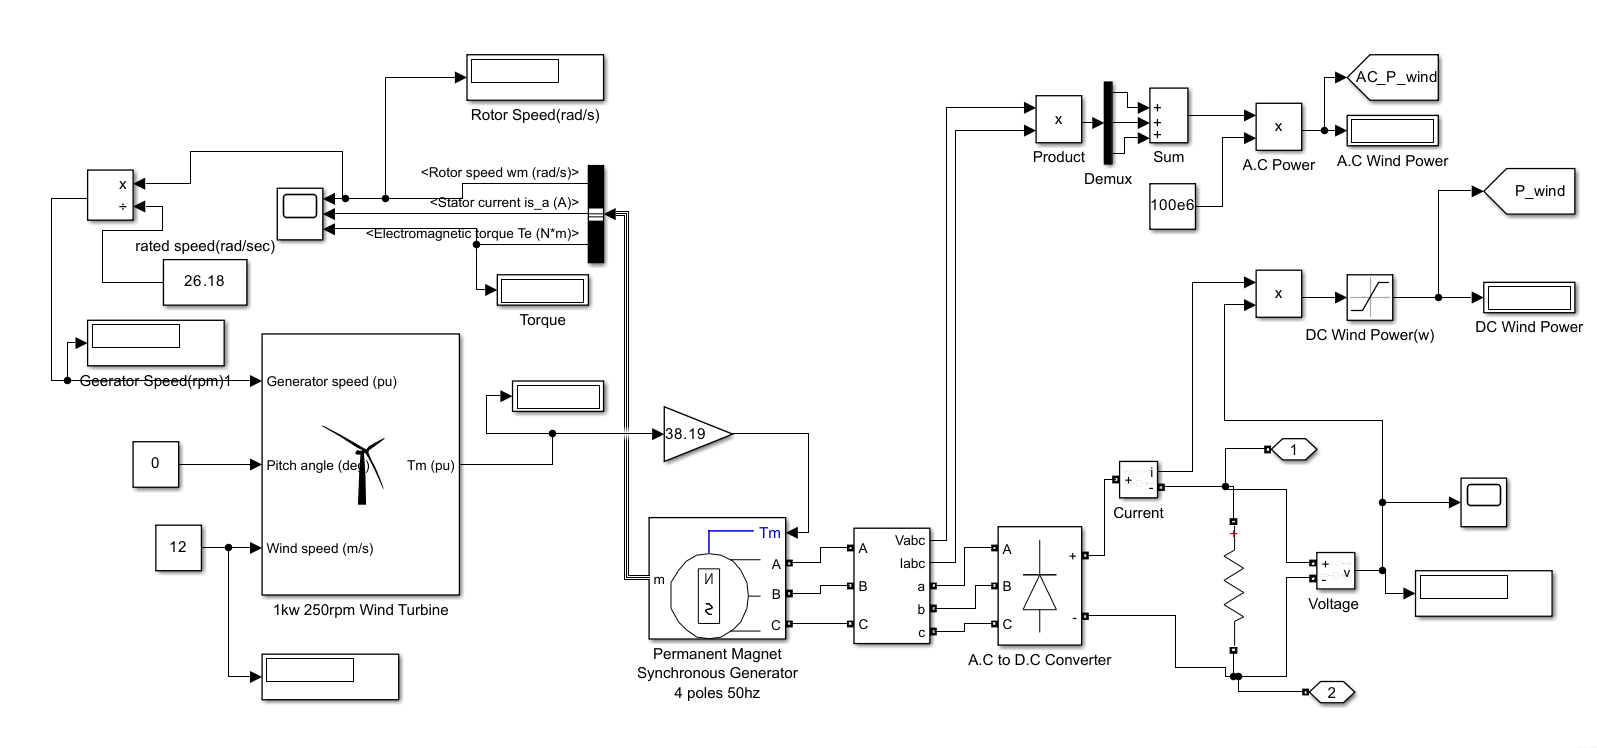 Rotor Speed(rad/s)
x
÷
rated speed(rad/sec)
26.18
<Rotor speed wm (rad/s)>
<Stator current is_a (A)>
<Electromagnetic torque Te (N*m)>
Torque
Geerator Speed(rpm)1
Generator speed (pu)
Pitch angle (deg)
Wind speed (m/s)
Tm (pu)
0
12
1kw 250rpm Wind Turbine
38.19
Tm
m
A
B
C
Permanent Magnet
Synchronous Generator
4 poles 50hz
A
B
C
Vabc
Iabc
a
b
c
A
B
C
+
-
A.C to D.C Converter
x
Product
Demux
+
+
+
Sum
100e6
x
A.C Power
AC_P_wind
A.C Wind Power
P_wind
x
DC Wind Power(w)
DC Wind Power
+
i
-
Current
1
+
+
-
v
Voltage
2